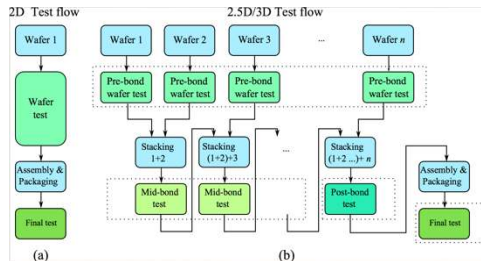 2D Test flow
2.5D/3D Test flow
Wafer 1
Wafer
test
Assembly &
Packaging
Final test
(a)
Wafer 1
Wafer 2
Wafer 3
...
Wafer n
Pre-bond
wafer test
Pre-bond
wafer test
Pre-bond
wafer test
Pre-bond
wafer test
Stacking
1+2
Stacking
(1+2)+3
...
Stacking
(1+2 ...)+ n
Assembly &
Packaging
Mid-bond
test
Mid-bond
test
Post-bond
test
Final test
(b)